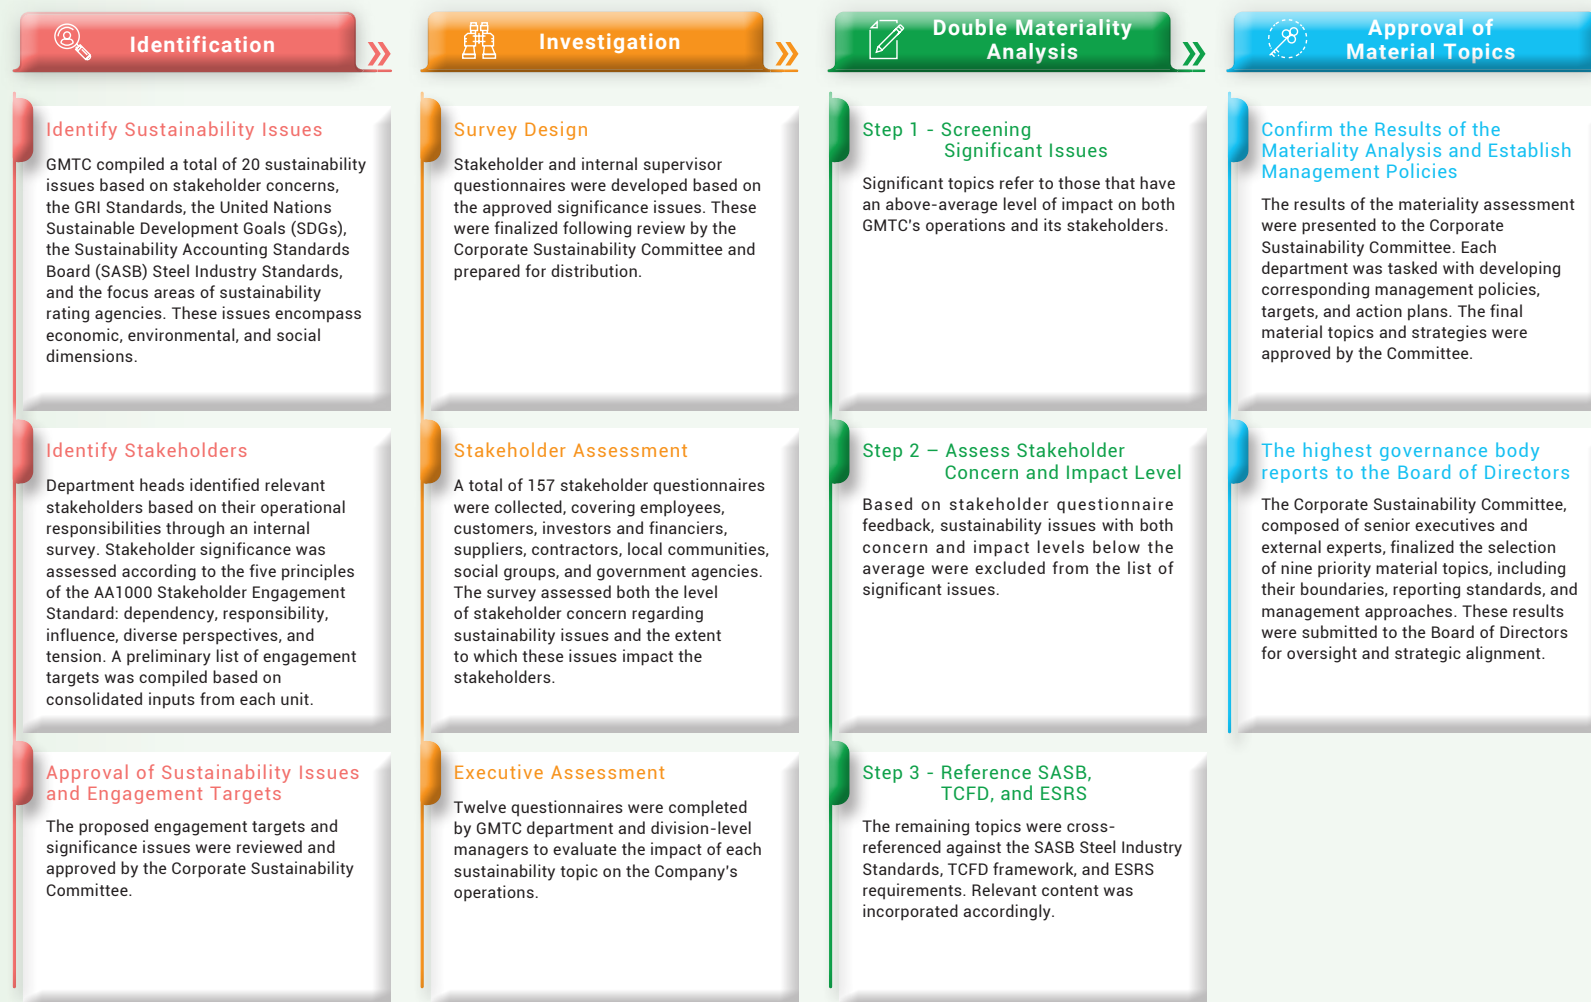 Identification
Identify Sustainability Issues
GMTC compiled a total of 20 sustainability
issues based on stakeholder concerns,
the GRI Standards, the United Nations
Sustainable Development Goals (SDGs),
the Sustainability Accounting Standards
Board (SASB) Steel Industry Standards,
and the focus areas of sustainability
rating agencies. These issues encompass
economic, environmental, and social
dimensions.
Identify Stakeholders
Department heads identified relevant
stakeholders based on their operational
responsibilities through an internal
survey. Stakeholder significance was
assessed according to the five principles
of the AA1000 Stakeholder Engagement
Standard: dependency, responsibility,
influence, diverse perspectives, and
tension. A preliminary list of engagement
targets was compiled based on
consolidated inputs from each unit.
Approval of Sustainability Issues
and Engagement Targets
The proposed engagement targets and
significance issues were reviewed and
approved by the Corporate Sustainability
Committee.
Investigation
Survey Design
Stakeholder and internal supervisor
questionnaires were developed based on
the approved significance issues. These
were finalized following review by the
Corporate Sustainability Committee and
prepared for distribution.
Stakeholder Assessment
A total of 157 stakeholder questionnaires
were collected, covering employees,
customers, investors and financiers,
suppliers, contractors, local communities,
social groups, and government agencies.
The survey assessed both the level
of stakeholder concern regarding
sustainability issues and the extent
to which these issues impact the
stakeholders.
Executive Assessment
Twelve questionnaires were completed
by GMTC department and division-level
managers to evaluate the impact of each
sustainability topic on the Company's
operations.
Double Materiality
Analysis
Step 1 - Screening
Significant Issues
Significant topics refer to those that have
an above-average level of impact on both
GMTC's operations and its stakeholders.
Step 2 – Assess Stakeholder
Concern and Impact Level
Based on stakeholder questionnaire
feedback, sustainability issues with both
concern and impact levels below the
average were excluded from the list of
significant issues.
Step 3 - Reference SASB,
TCFD, and ESRS
The remaining topics were cross-
referenced against the SASB Steel Industry
Standards, TCFD framework, and ESRS
requirements. Relevant content was
incorporated accordingly.
Approval of
Material Topics
Confirm the Results of the
Materiality Analysis and Establish
Management Policies
The results of the materiality assessment
were presented to the Corporate
Sustainability Committee. Each
department was tasked with developing
corresponding management policies,
targets, and action plans. The final
material topics and strategies were
approved by the Committee.
The highest governance body
reports to the Board of Directors
The Corporate Sustainability Committee,
composed of senior executives and
external experts, finalized the selection
of nine priority material topics, including
their boundaries, reporting standards, and
management approaches. These results
were submitted to the Board of Directors
for oversight and strategic alignment.